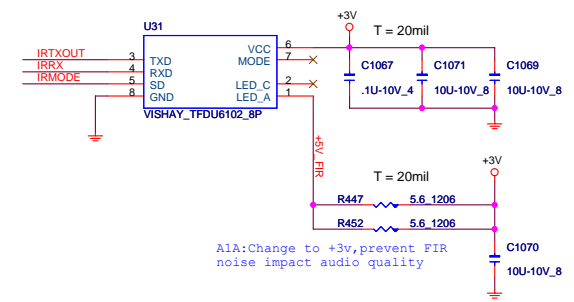 U31
+3V
T = 20mil
IRTXOUT 3 TXD VCC 6
IRRX 4 RXD MODE 7
IRMODE 5 SD LED_C 2
8 GND LED_A 1
VISHAY_TFDU6102_8P
C1067 C1071 C1069
.1U-10V_4 10U-10V_8 10U-10V_8
+5V_FIR
+3V
T = 20mil
R447 5.6_1206
R452 5.6_1206
A1A:Change to +3v,prevent FIR
noise impact audio quality
C1070
10U-10V_8